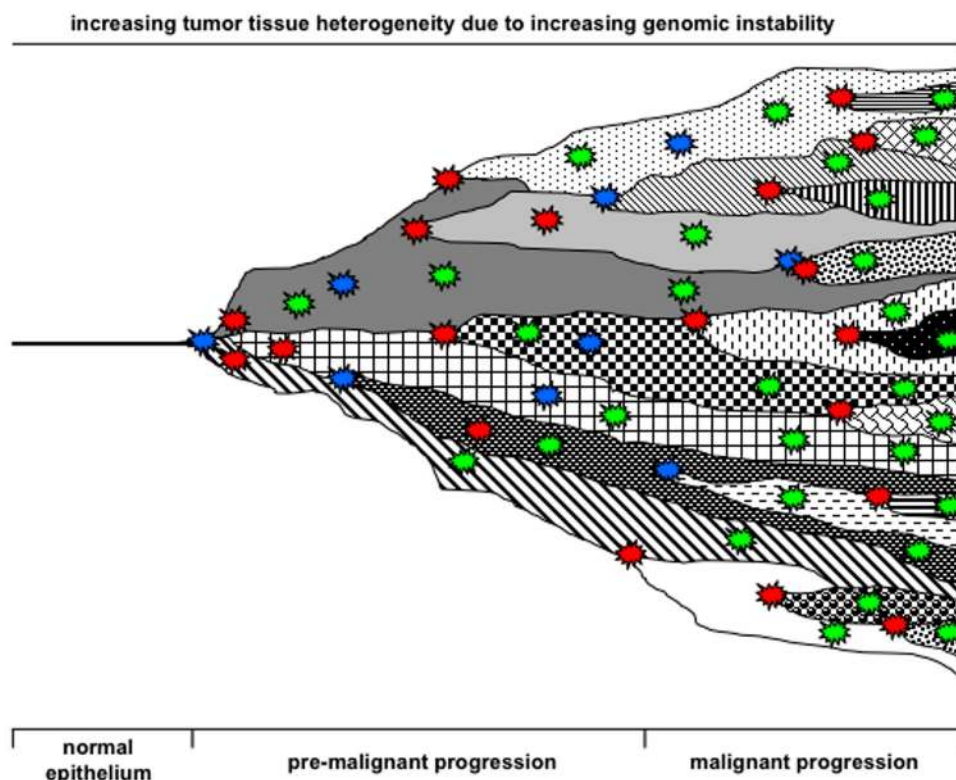 increasing tumor tissue heterogeneity due to increasing genomic instability
normal
epithelium
pre-malignant progression
malignant progression